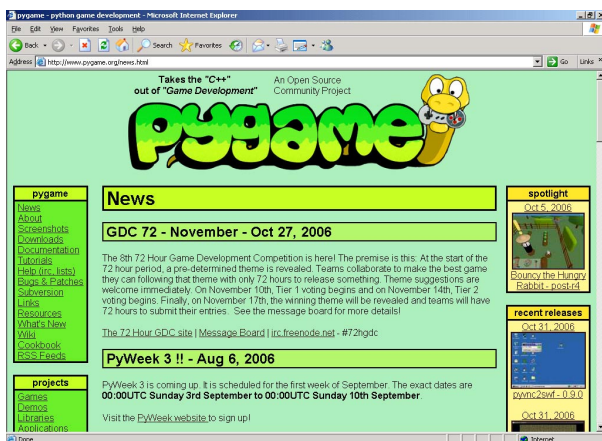 pygame - python game development - Microsoft Internet Explorer
File Edit View Favorites Tools Help
Back Search Favorites
Address http://www.pygame.org/news.html Go Links
Takes the "C++"
out of "Game Development"
An Open Source
Community Project
pygame
pygame
News
About
Screenshots
Downloads
Documentation
Tutorials
Help (irc, lists)
Bugs & Patches
Subversion
Links
Resources
What's New
Wiki
Cookbook
RSS Feeds
projects
Games
Demos
Libraries
Applications
News
GDC 72 - November - Oct 27, 2006
The 8th 72 Hour Game Development Competition is here! The premise is this: At the start of the
72 hour period, a pre-determined theme is revealed. Teams collaborate to make the best game
they can following that theme with only 72 hours to release something. Theme suggestions are
welcome immediately. On November 10th, Tier 1 voting begins and on November 14th, Tier 2
voting begins. Finally, on November 17th, the winning theme will be revealed and teams will have
72 hours to submit their entries. See the message board for more details!
The 72 Hour GDC site | Message Board | irc.freenode.net - #72hgdc
PyWeek 3 !! - Aug 6, 2006
PyWeek 3 is coming up. It is scheduled for the first week of September. The exact dates are
00:00UTC Sunday 3rd September to 00:00UTC Sunday 10th September.
Visit the PyWeek website to sign up!
spotlight
Oct 5, 2006
Bouncy the Hungry
Rabbit - post-r4
recent releases
Oct 31, 2006
pyvnc2swf - 0.9.0
Oct 31, 2006
Done
Internet